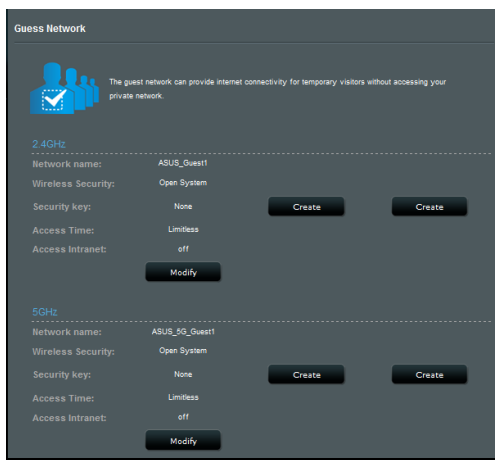 Guess Network
The guest network can provide internet connectivity for temporary visitors without accessing your
private network.
2.4GHz
Network name: ASUS_Guest1
Wireless Security: Open System
Security key: None Create Create
Access Time: Limitless
Access Intranet: off
Modify
5GHz
Network name: ASUS_5G_Guest1
Wireless Security: Open System
Security key: None Create Create
Access Time: Limitless
Access Intranet: off
Modify